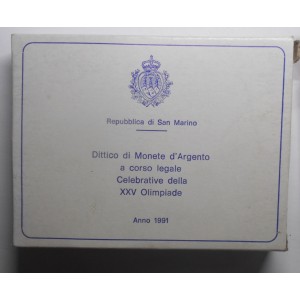 Repubblica di San Marino
Dittico di Monete d'Argento
a corso legale
Celebrative della
XXV Olimpiade
Anno 1991